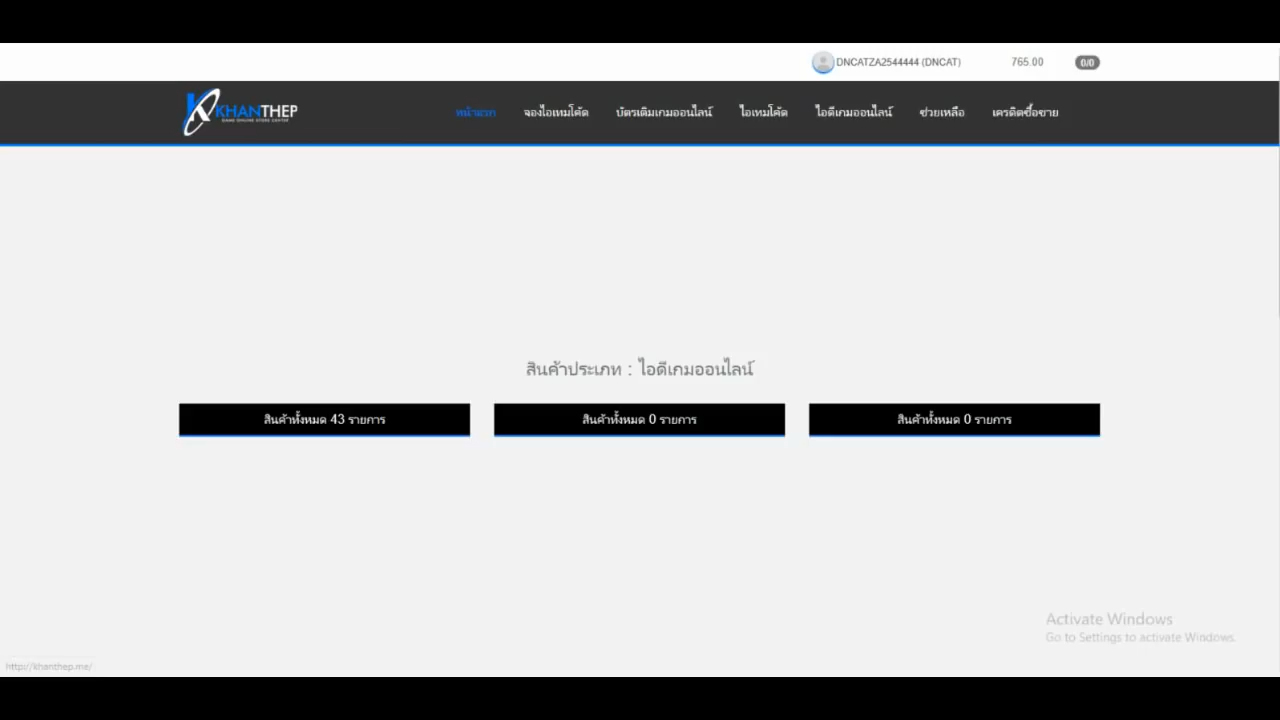 DNCATZA2544444 (DNCAT) 765.00 0/0
KHANTHEP
GAME ONLINE STORE CENTER
หน้าแรก จองไอเทมโค้ด บัตรเติมเกมออนไลน์ ไอเทมโค้ด ไอดีเกมออนไลน์ ช่วยเหลือ เครดิตซื้อขาย
สินค้าประเภท : ไอดีเกมออนไลน์
สินค้าทั้งหมด 43 รายการ สินค้าทั้งหมด 0 รายการ สินค้าทั้งหมด 0 รายการ
Activate Windows
Go to Settings to activate Windows.
http://khanthep.me/